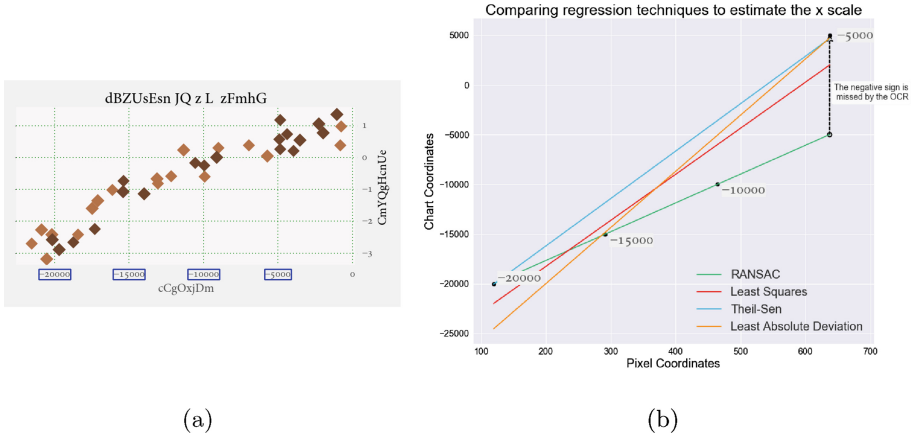 dBZUsEsn JQ z L zFmhG
1
0
−1
−2
−3
CmYQgHcnUe
−20000
−15000
−10000
−5000
0
cCgOxjDm
(a)
Comparing regression techniques to estimate the x scale
5000
0
−5000
−10000
−15000
−20000
−25000
Chart Coordinates
−5000
The negative sign is
missed by the OCR
−10000
−15000
−20000
RANSAC
Least Squares
Theil-Sen
Least Absolute Deviation
100
200
300
400
500
600
700
Pixel Coordinates
(b)